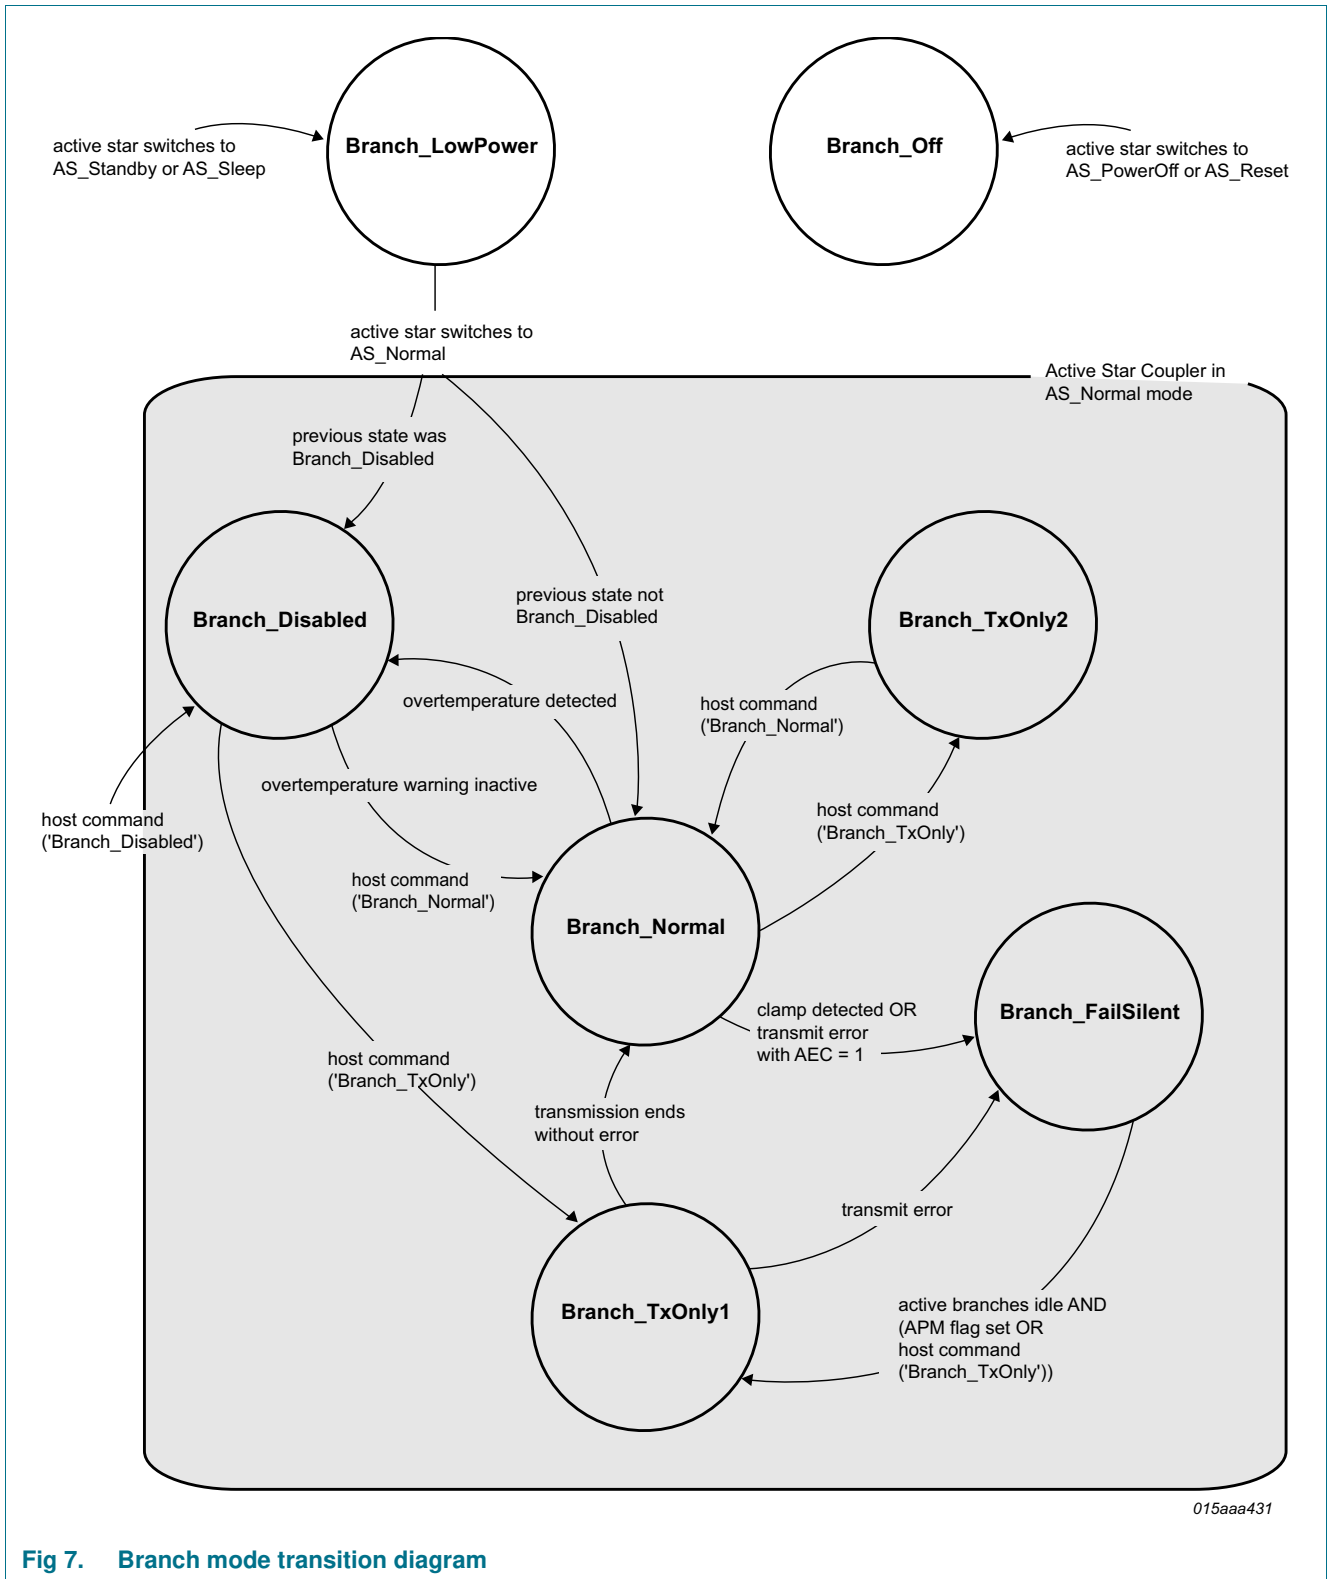 Branch_LowPower
Branch_Off
active star switches to
AS_Standby or AS_Sleep
active star switches to
AS_PowerOff or AS_Reset
active star switches to
AS_Normal
Active Star Coupler in
AS_Normal mode
previous state was
Branch_Disabled
previous state not
Branch_Disabled
Branch_Disabled
Branch_TxOnly2
overtemperature detected
host command
('Branch_Normal')
overtemperature warning inactive
host command
('Branch_Disabled')
host command
('Branch_TxOnly')
host command
('Branch_Normal')
Branch_Normal
clamp detected OR
transmit error
with AEC = 1
Branch_FailSilent
host command
('Branch_TxOnly')
transmission ends
without error
transmit error
Branch_TxOnly1
active branches idle AND
(APM flag set OR
host command
('Branch_TxOnly'))
015aaa431
Fig 7. Branch mode transition diagram